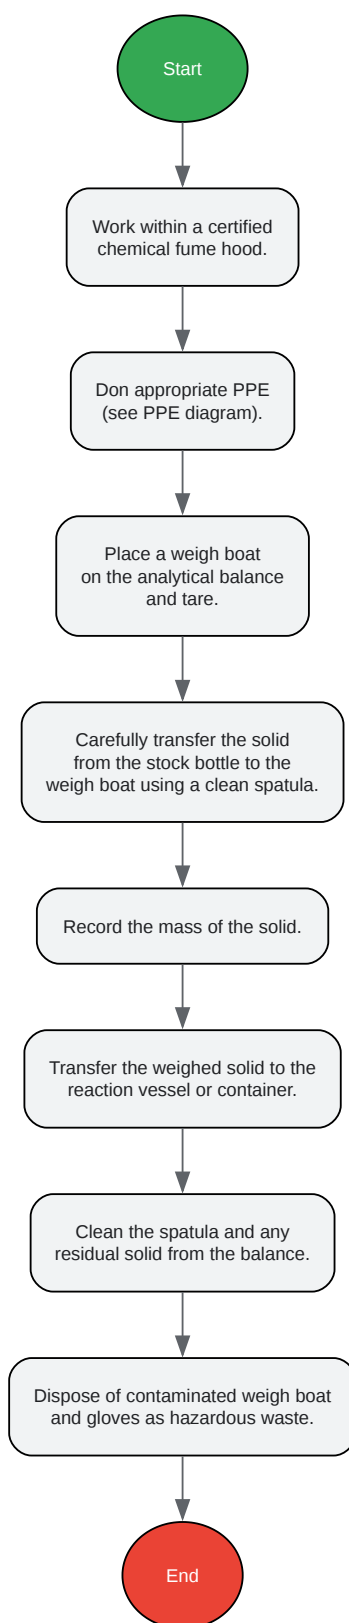 Start
Work within a certified
chemical fume hood.
Don appropriate PPE
(see PPE diagram).
Place a weigh boat
on the analytical balance
and tare.
Carefully transfer the solid
from the stock bottle to the
weigh boat using a clean spatula.
Record the mass of the solid.
Transfer the weighed solid to the
reaction vessel or container.
Clean the spatula and any
residual solid from the balance.
Dispose of contaminated weigh boat
and gloves as hazardous waste.
End